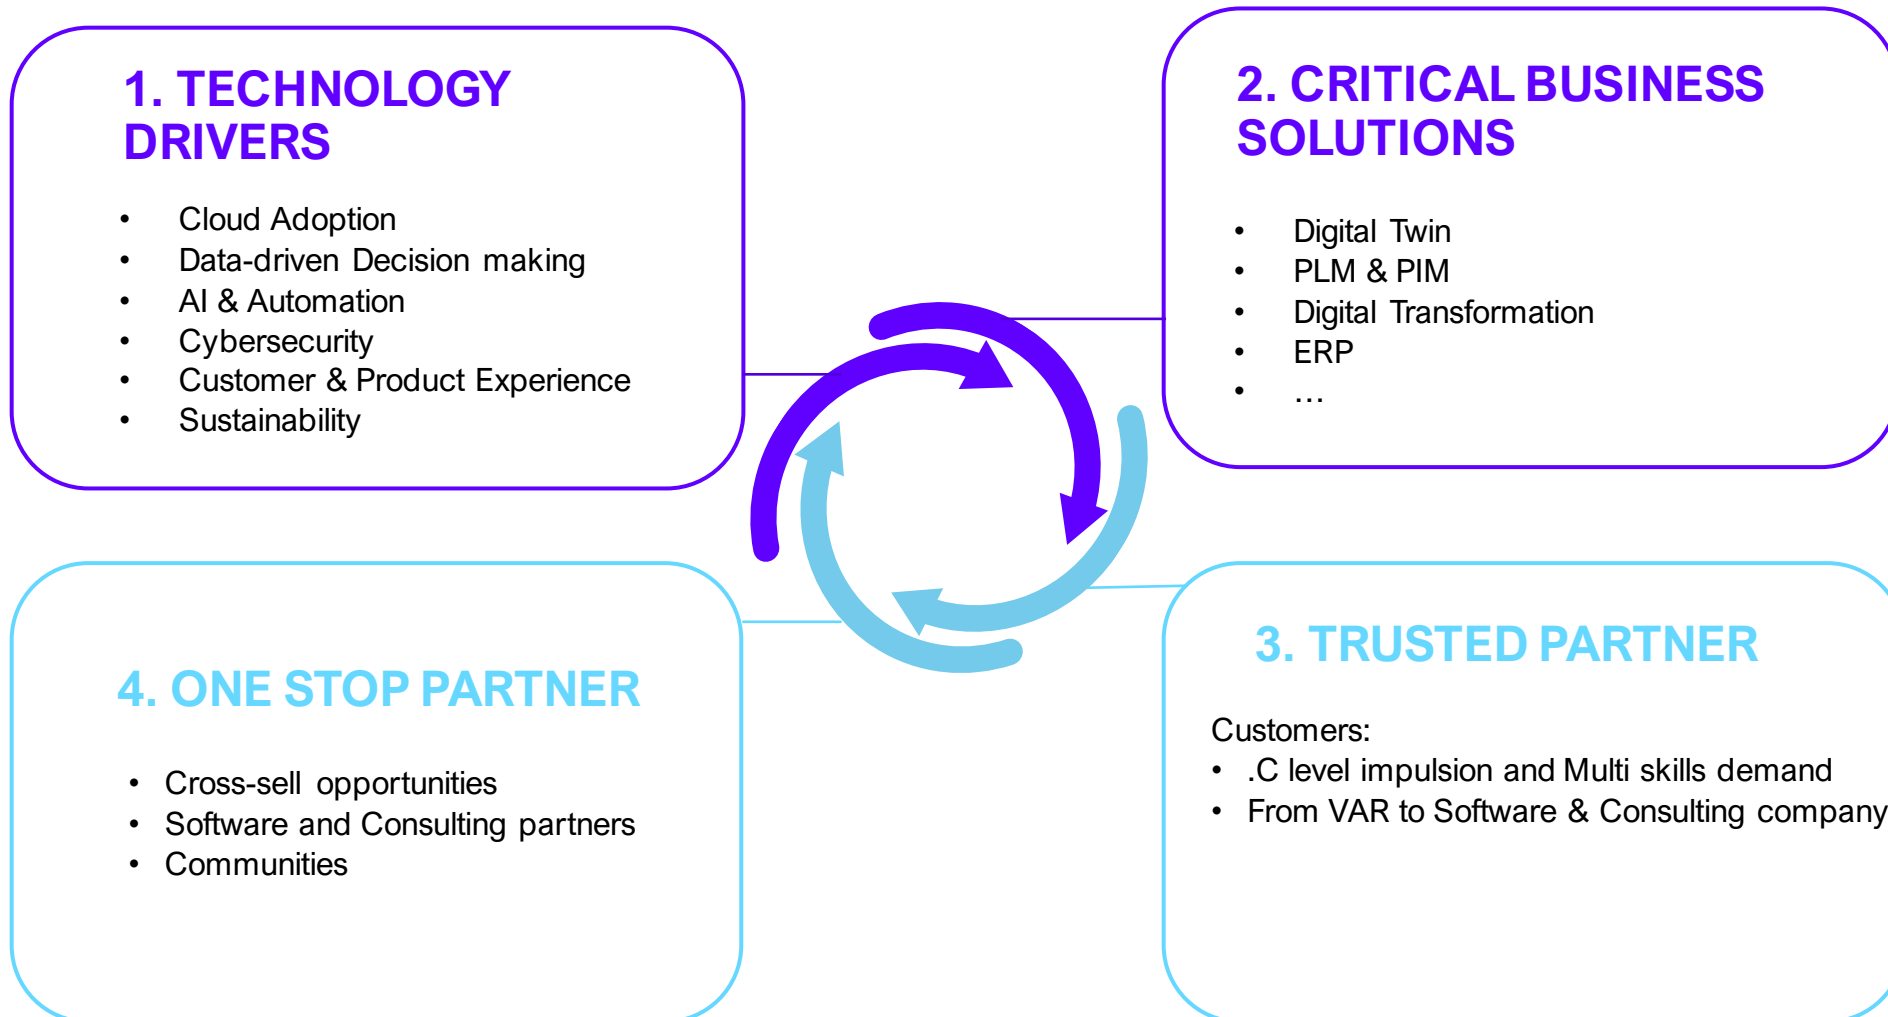 1. TECHNOLOGY
DRIVERS
• Cloud Adoption
• Data-driven Decision making
• AI & Automation
• Cybersecurity
• Customer & Product Experience
• Sustainability
2. CRITICAL BUSINESS
SOLUTIONS
• Digital Twin
• PLM & PIM
• Digital Transformation
• ERP
• ...
3. TRUSTED PARTNER
Customers:
• .C level impulsion and Multi skills demand
• From VAR to Software & Consulting company
4. ONE STOP PARTNER
• Cross-sell opportunities
• Software and Consulting partners
• Communities